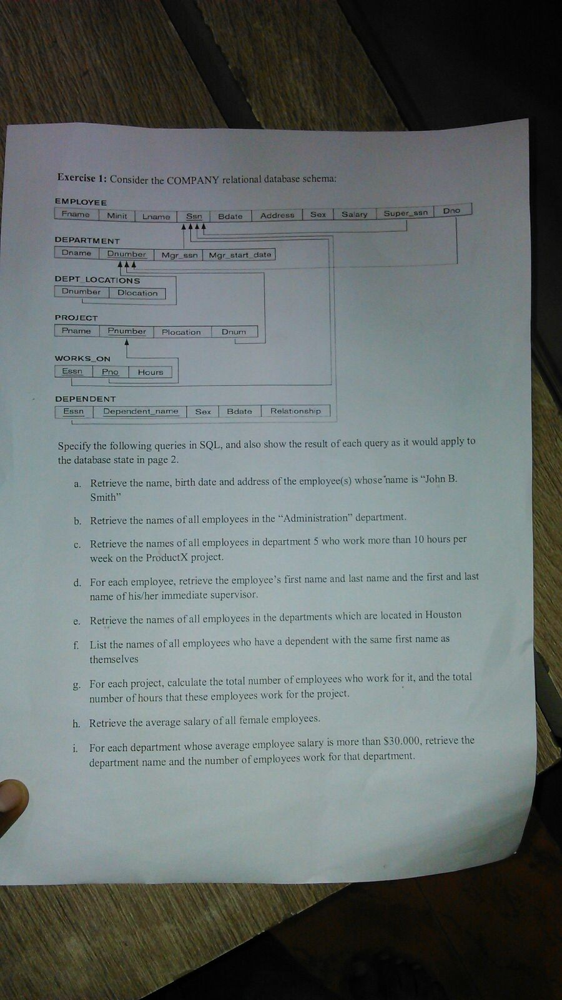 Exercise 1: Consider the COMPANY relational database schema:
EMPLOYEE
Fname Minit Lname Ssn Bdate Address Sex Salary Super_ssn Dno
DEPARTMENT
Dname Dnumber Mgr_ssn Mgr_start_date
DEPT_LOCATIONS
Dnumber Dlocation
PROJECT
Pname Pnumber Plocation Dnum
WORKS_ON
Essn Pno Hours
DEPENDENT
Essn Dependent_name Sex Bdate Relationship
Specify the following queries in SQL, and also show the result of each query as it would apply to
the database state in page 2.
a. Retrieve the name, birth date and address of the employee(s) whose name is “John B.
Smith”
b. Retrieve the names of all employees in the “Administration” department.
c. Retrieve the names of all employees in department 5 who work more than 10 hours per
week on the ProductX project.
d. For each employee, retrieve the employee’s first name and last name and the first and last
name of his/her immediate supervisor.
e. Retrieve the names of all employees in the departments which are located in Houston
f. List the names of all employees who have a dependent with the same first name as
themselves
g. For each project, calculate the total number of employees who work for it, and the total
number of hours that these employees work for the project.
h. Retrieve the average salary of all female employees.
i. For each department whose average employee salary is more than $30.000, retrieve the
department name and the number of employees work for that department.